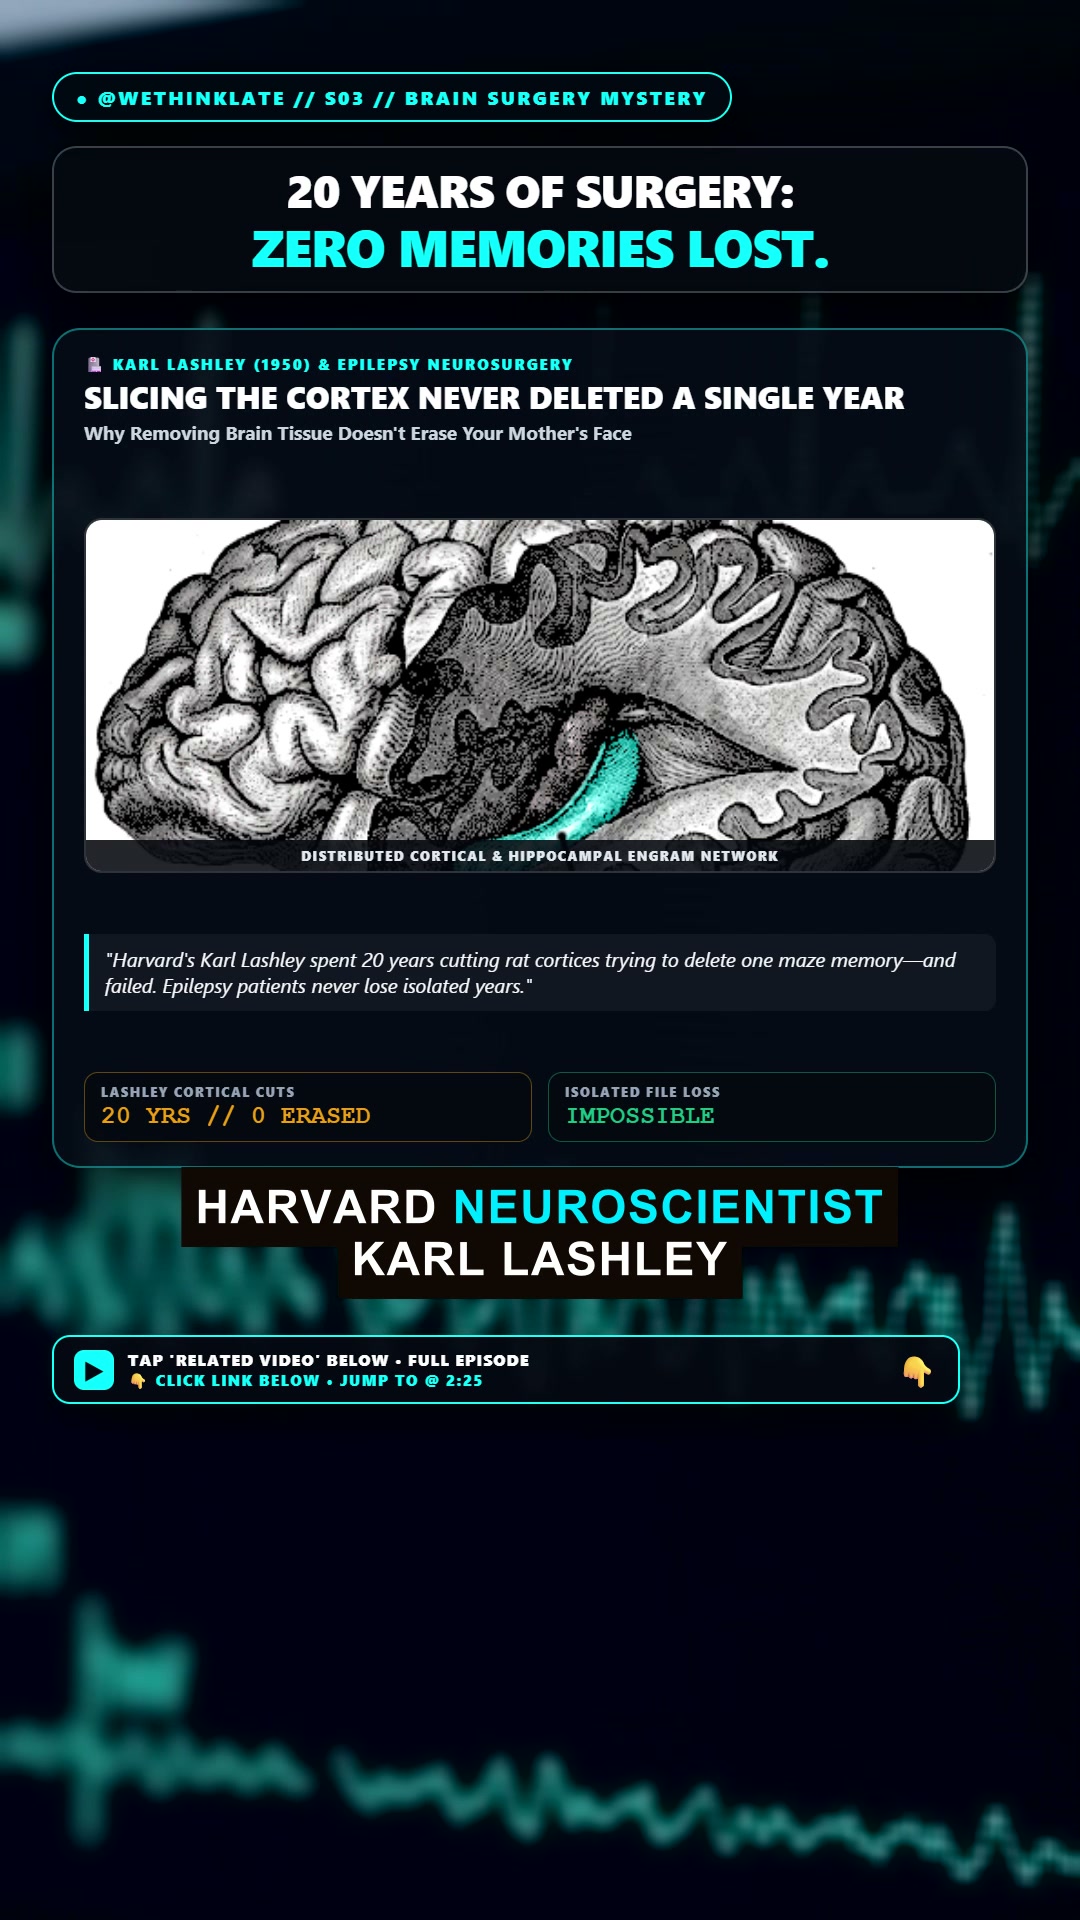 • @WETHINKLATE // S03 // BRAIN SURGERY MYSTERY
20 YEARS OF SURGERY:
ZERO MEMORIES LOST.
KARL LASHLEY (1950) & EPILEPSY NEUROSURGERY
SLICING THE CORTEX NEVER DELETED A SINGLE YEAR
Why Removing Brain Tissue Doesn't Erase Your Mother's Face
DISTRIBUTED CORTICAL & HIPPOCAMPAL ENGRAM NETWORK
"Harvard's Karl Lashley spent 20 years cutting rat cortices trying to delete one maze memory—and
failed. Epilepsy patients never lose isolated years."
LASHLEY CORTICAL CUTS
20 YRS // 0 ERASED
ISOLATED FILE LOSS
IMPOSSIBLE
HARVARD NEUROSCIENTIST
KARL LASHLEY
TAP 'RELATED VIDEO' BELOW • FULL EPISODE
👇 CLICK LINK BELOW • JUMP TO @ 2:25